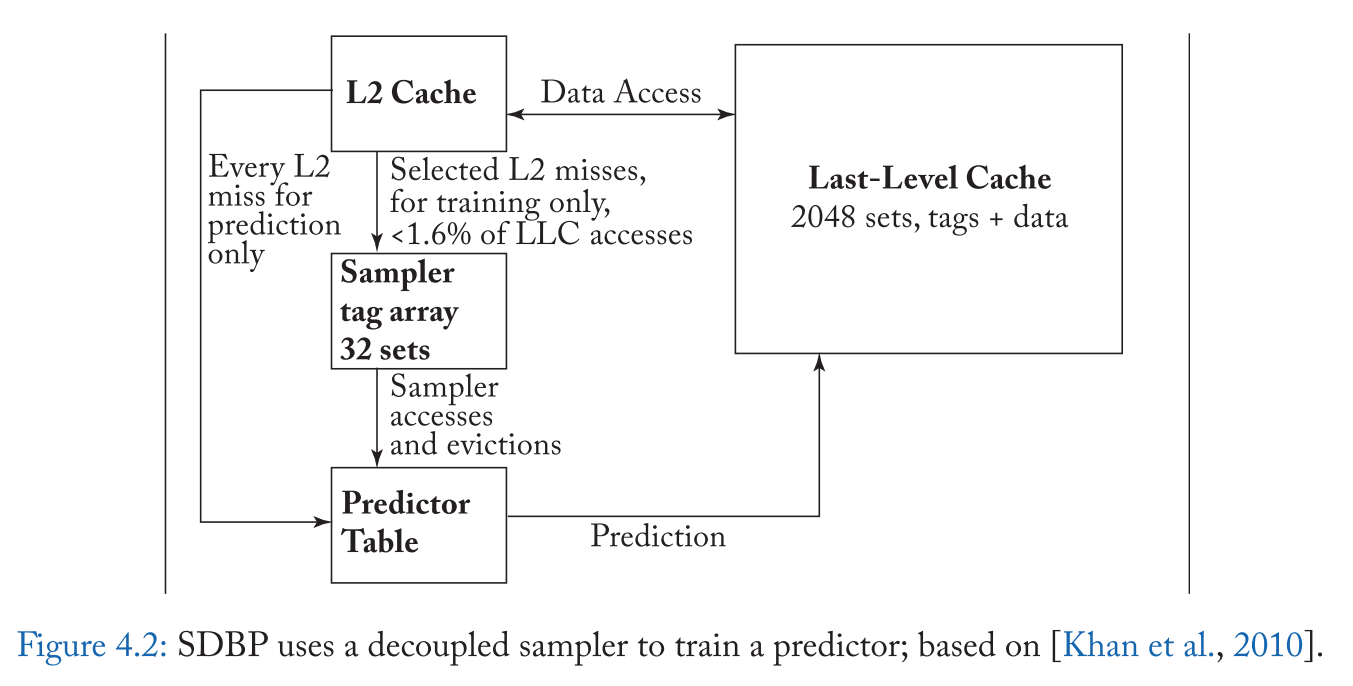 L2 Cache
Data Access
Every L2
miss for
prediction
only
Selected L2 misses,
for training only,
<1.6% of LLC accesses
Last-Level Cache
2048 sets, tags + data
Sampler
tag array
32 sets
Sampler
accesses
and evictions
Predictor
Table
Prediction
Figure 4.2: SDBP uses a decoupled sampler to train a predictor; based on [Khan et al., 2010].